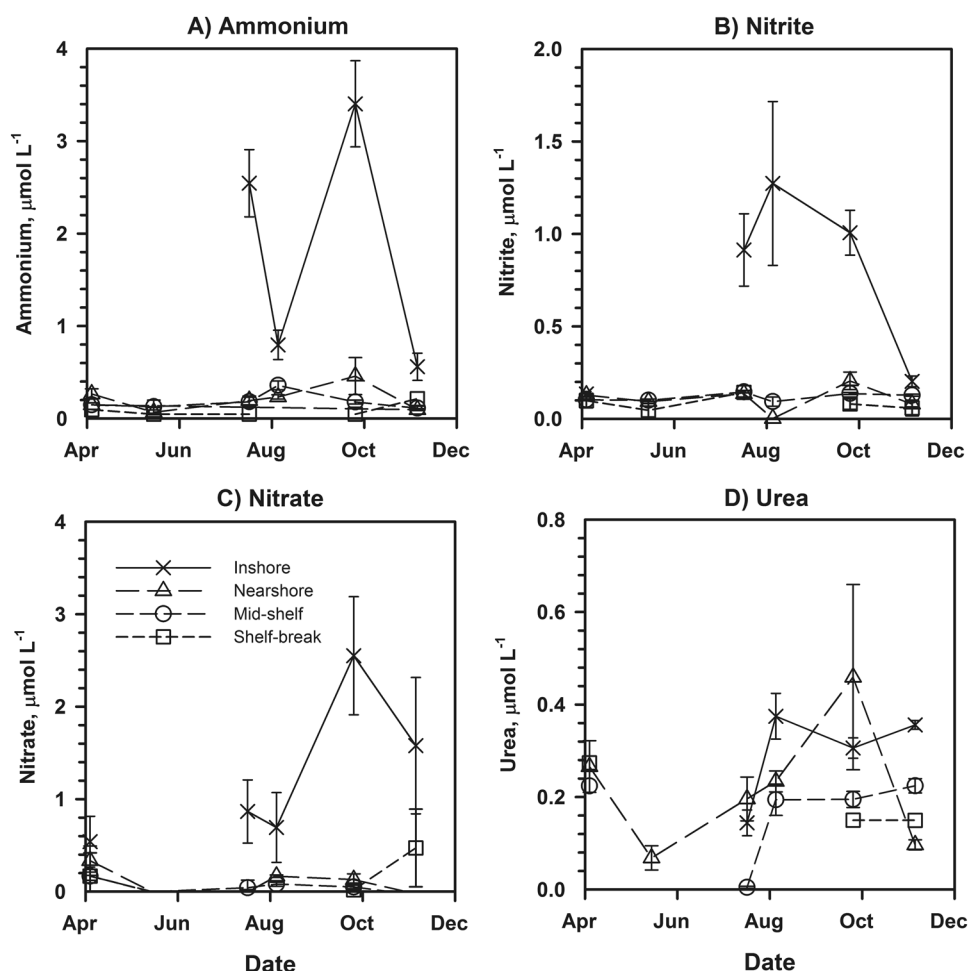 A) Ammonium
4
3
2
1
0
Ammonium, µmol L⁻¹
Apr Jun Aug Oct Dec
B) Nitrite
2.0
1.5
1.0
0.5
0.0
Nitrite, µmol L⁻¹
Apr Jun Aug Oct Dec
C) Nitrate
4
3
2
1
0
Nitrate, µmol L⁻¹
Inshore
Nearshore
Mid-shelf
Shelf-break
Apr Jun Aug Oct Dec
Date
D) Urea
0.8
0.6
0.4
0.2
0.0
Urea, µmol L⁻¹
Apr Jun Aug Oct Dec
Date